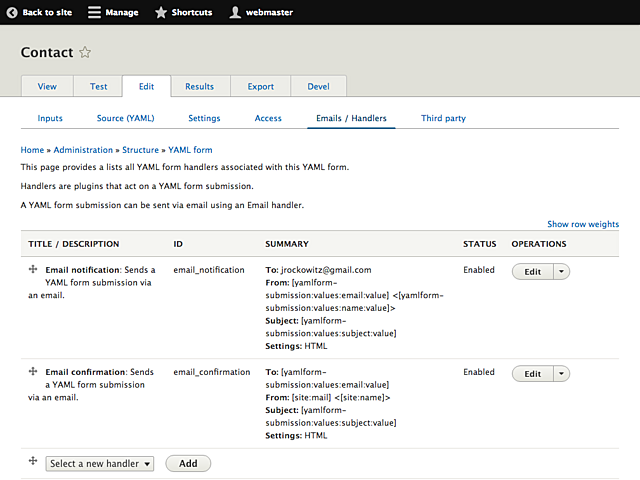 Back to site Manage Shortcuts webmaster
Contact
View Test Edit Results Export Devel
Inputs Source (YAML) Settings Access Emails / Handlers Third party
Home » Administration » Structure » YAML form
This page provides a lists all YAML form handlers associated with this YAML form.
Handlers are plugins that act on a YAML form submission.
A YAML form submission can be sent via email using an Email handler.
Show row weights
TITLE / DESCRIPTION ID SUMMARY STATUS OPERATIONS
Email notification: Sends a email_notification To: jrockowitz@gmail.com Enabled Edit
YAML form submission via From: [yamlform-
an email. submission:values:email:value] <[yamlform-
submission:values:name:value]>
Subject: [yamlform-
submission:values:subject:value]
Settings: HTML
Email confirmation: Sends email_confirmation To: [yamlform- Enabled Edit
a YAML form submission submission:values:email:value]
via an email. From: [site:mail] <[site:name]>
Subject: [yamlform-
submission:values:subject:value]
Settings: HTML
Select a new handler Add